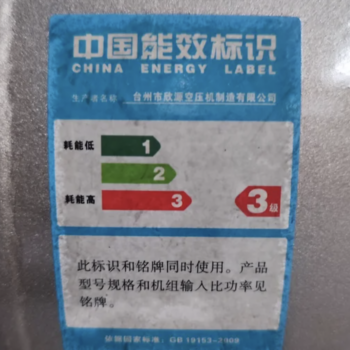 中国能效标识
CHINA ENERGY LABEL
生产者名称: 台州市欣源空压机制造有限公司
耗能低 1
2
耗能高 3
3级
此标识和铭牌同时使用。产品
型号规格和机组输入比功率见
铭牌。
依据国家标准: GB 19153-2009